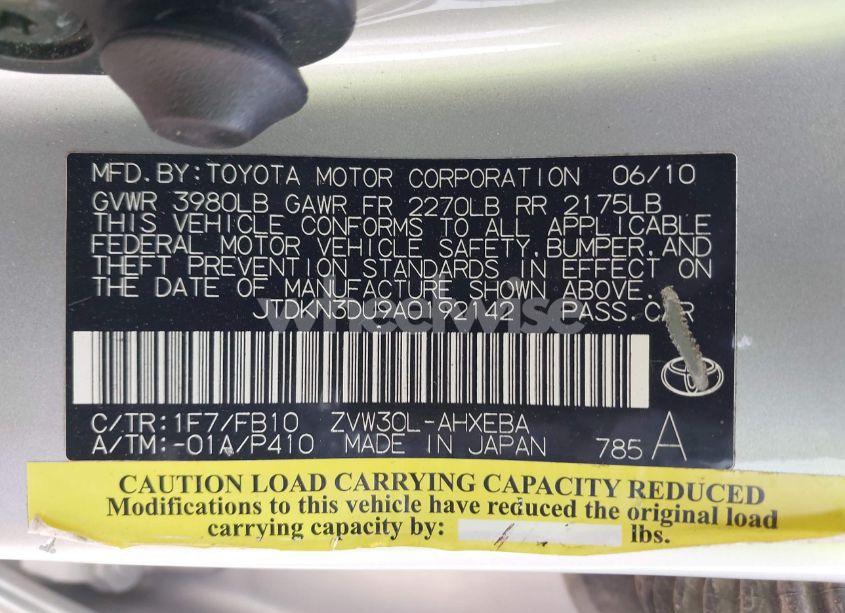 MFD. BY: TOYOTA MOTOR CORPORATION 06/10
GVWR 3980LB GAWR FR 2270LB RR 2175LB
THIS VEHICLE CONFORMS TO ALL APPLICABLE
FEDERAL MOTOR VEHICLE SAFETY, BUMPER, AND
THEFT PREVENTION STANDARDS IN EFFECT ON
THE DATE OF MANUFACTURE SHOWN ABOVE.
JTDKN3DU9A0192142 PASS. CAR
wheelwise
C/TR: 1F7/FB10 ZVW30L-AHXEBA
A/TM: -01A/P410 MADE IN JAPAN 785 A
CAUTION LOAD CARRYING CAPACITY REDUCED
Modifications to this vehicle have reduced the original load
carrying capacity by: lbs.